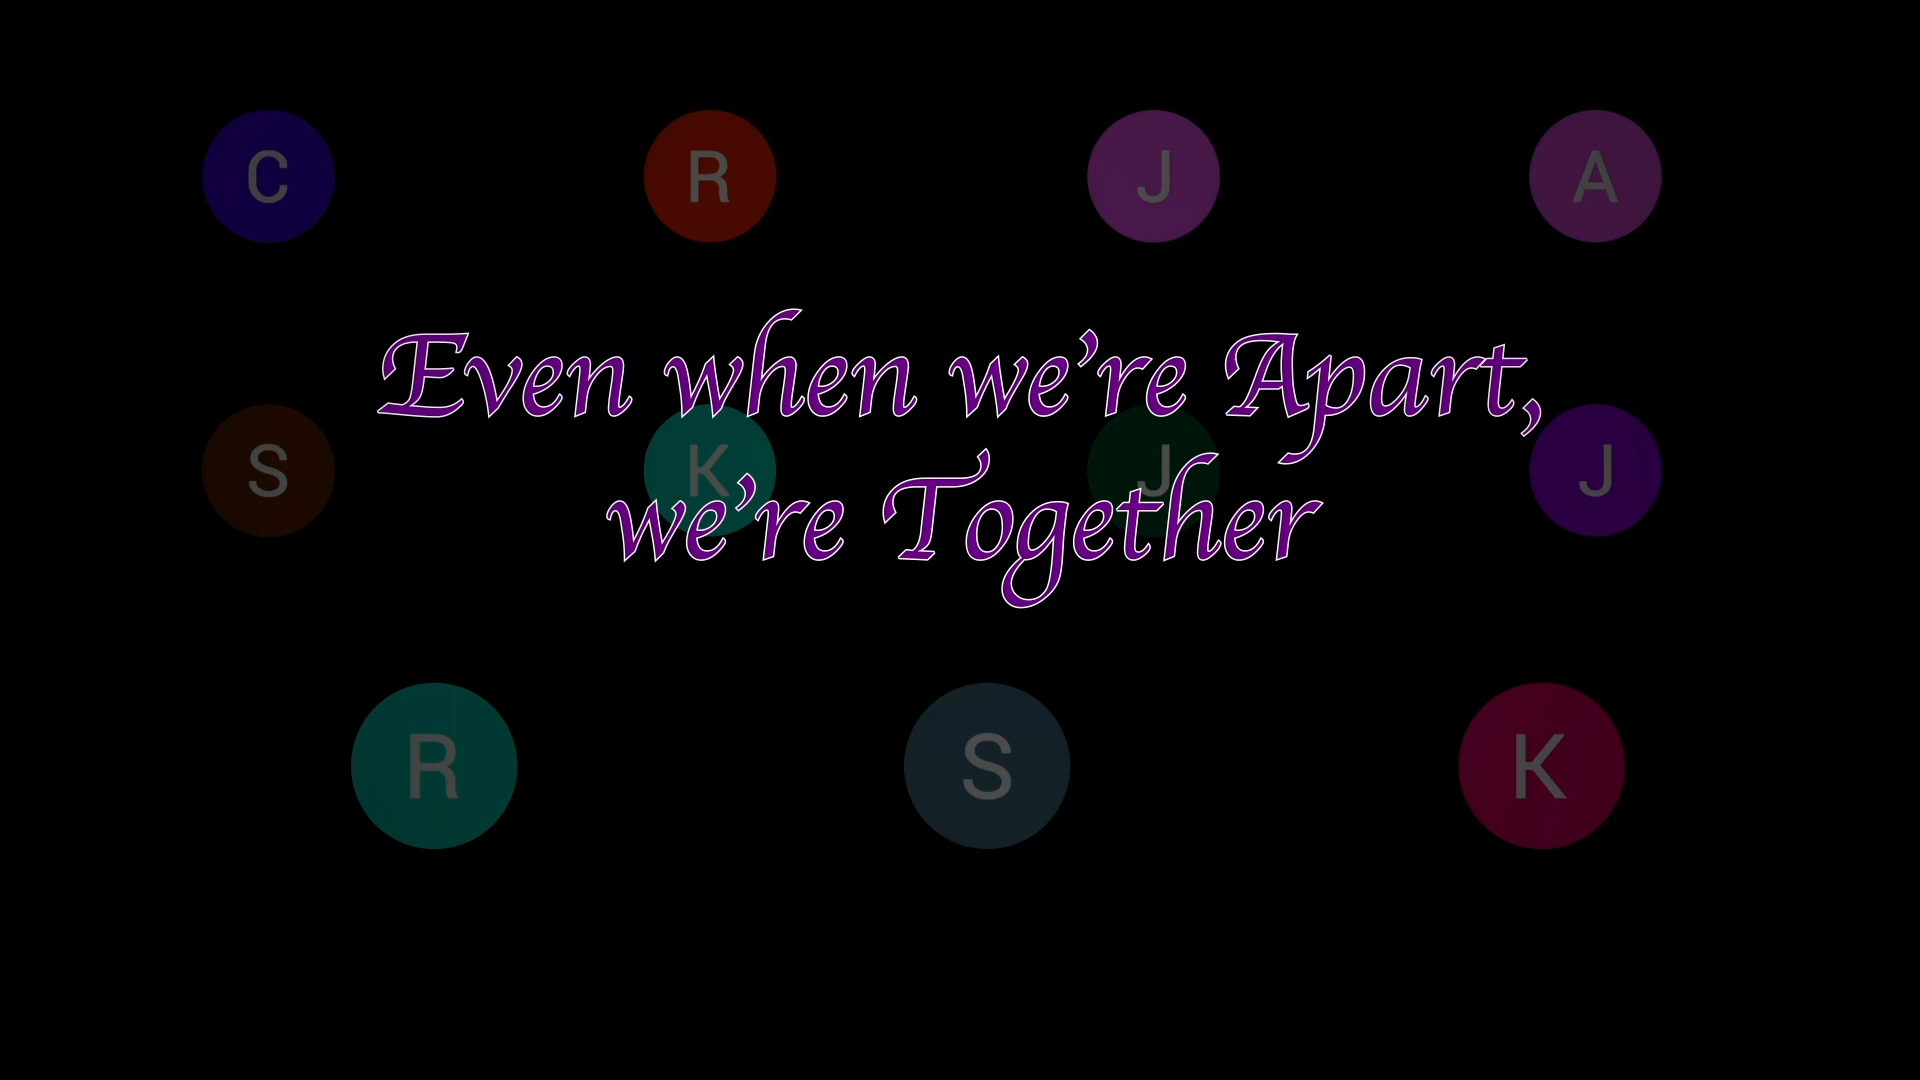 C R J A
Even when we're Apart,
S K J J
we're Together
R S K